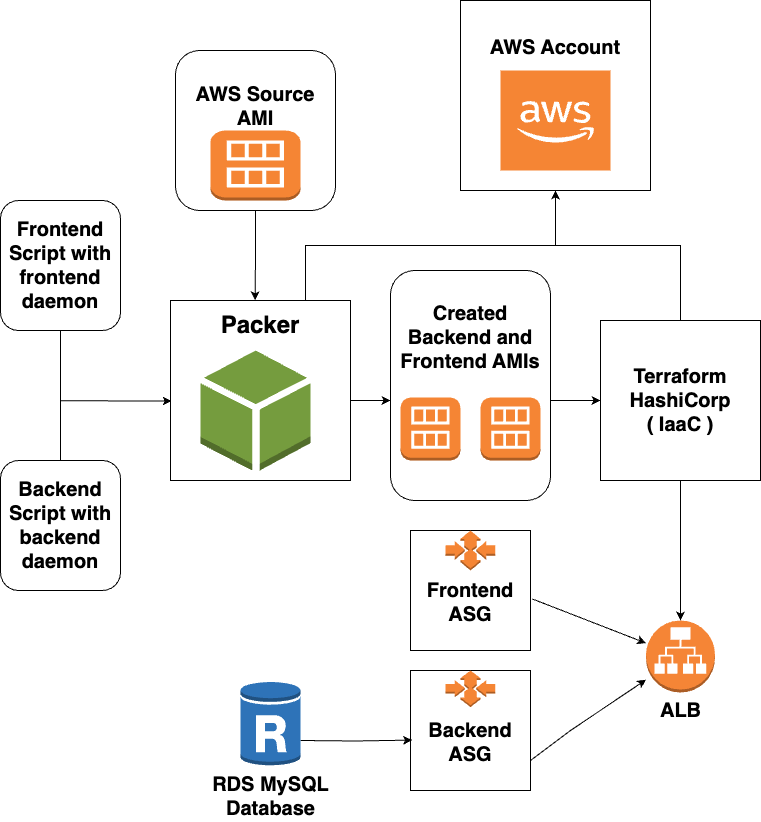 AWS Account
aws
AWS Source
AMI
Frontend
Script with
frontend
daemon
Packer
Created
Backend and
Frontend AMIs
Terraform
HashiCorp
( IaaC )
Backend
Script with
backend
daemon
Frontend
ASG
Backend
ASG
ALB
R
RDS MySQL
Database